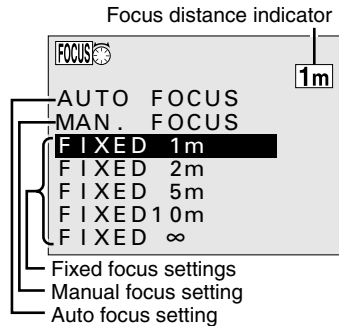 Focus distance indicator
FOCUS
1m
AUTO FOCUS
MAN. FOCUS
FIXED 1m
FIXED 2m
FIXED 5m
FIXED10m
FIXED ∞
Fixed focus settings
Manual focus setting
Auto focus setting